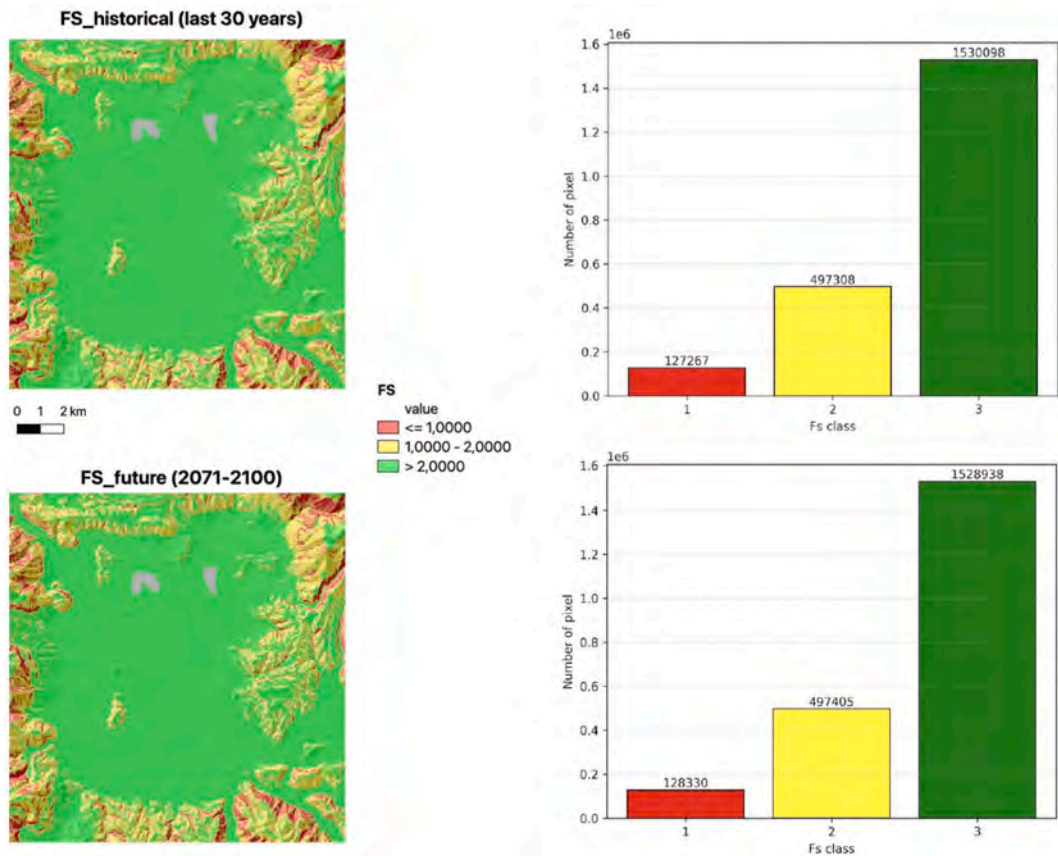 FS_historical (last 30 years)
0 1 2 km
FS
value
<= 1,0000
1,0000 - 2,0000
> 2,0000
FS_future (2071-2100)
1e6
1.6
1.4
1.2
1.0
0.8
0.6
0.4
0.2
0.0
Number of pixel
127267
497308
1530098
1 2 3
Fs class
1e6
1.6
1.4
1.2
1.0
0.8
0.6
0.4
0.2
0.0
Number of pixel
128330
497405
1528938
1 2 3
Fs class